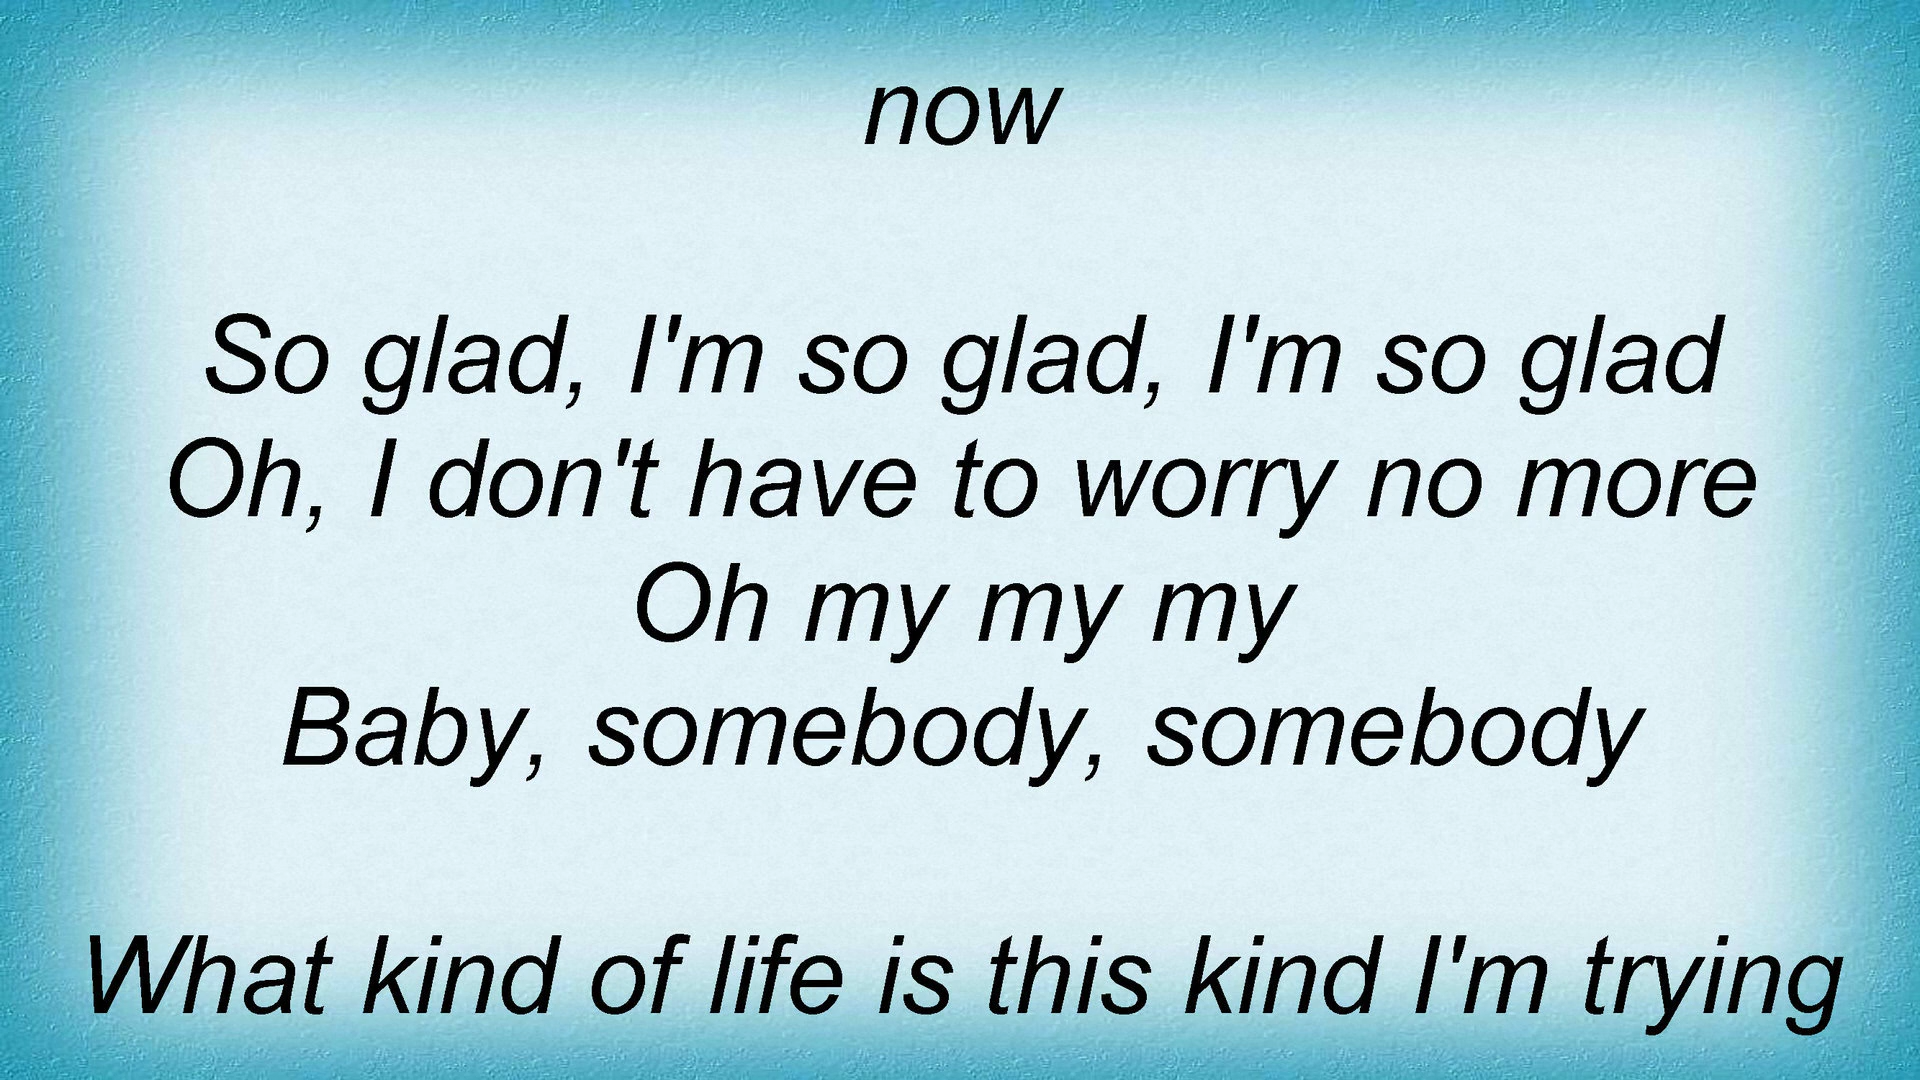 now
So glad, I'm so glad, I'm so glad
Oh, I don't have to worry no more
Oh my my my
Baby, somebody, somebody
What kind of life is this kind I'm trying